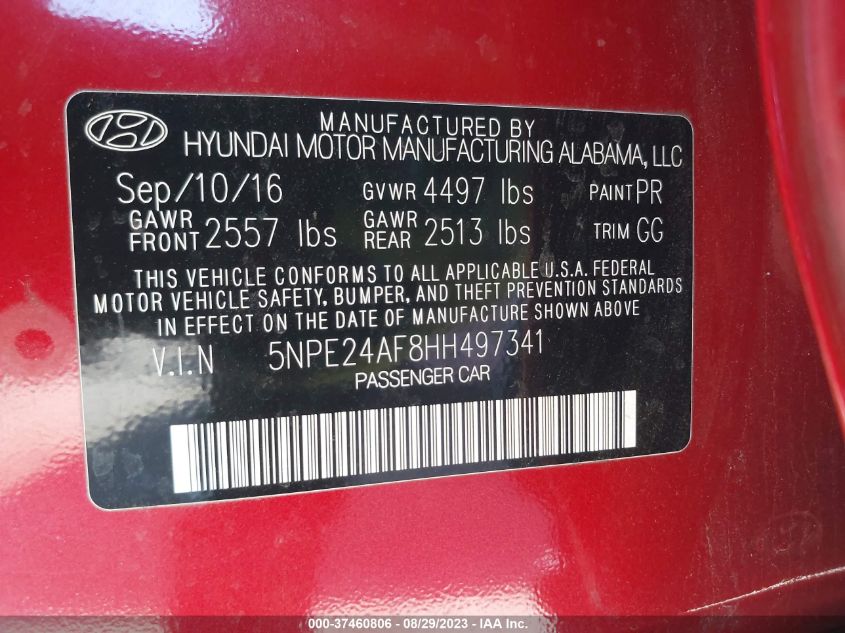 MANUFACTURED BY
HYUNDAI MOTOR MANUFACTURING ALABAMA, LLC
Sep/10/16 GVWR 4497 lbs PAINT PR
GAWR FRONT 2557 lbs GAWR REAR 2513 lbs TRIM GG
THIS VEHICLE CONFORMS TO ALL APPLICABLE U.S.A. FEDERAL
MOTOR VEHICLE SAFETY, BUMPER, AND THEFT PREVENTION STANDARDS
IN EFFECT ON THE DATE OF MANUFACTURE SHOWN ABOVE
V.I.N 5NPE24AF8HH497341
PASSENGER CAR
000-37460806 - 08/29/2023 - IAA Inc.